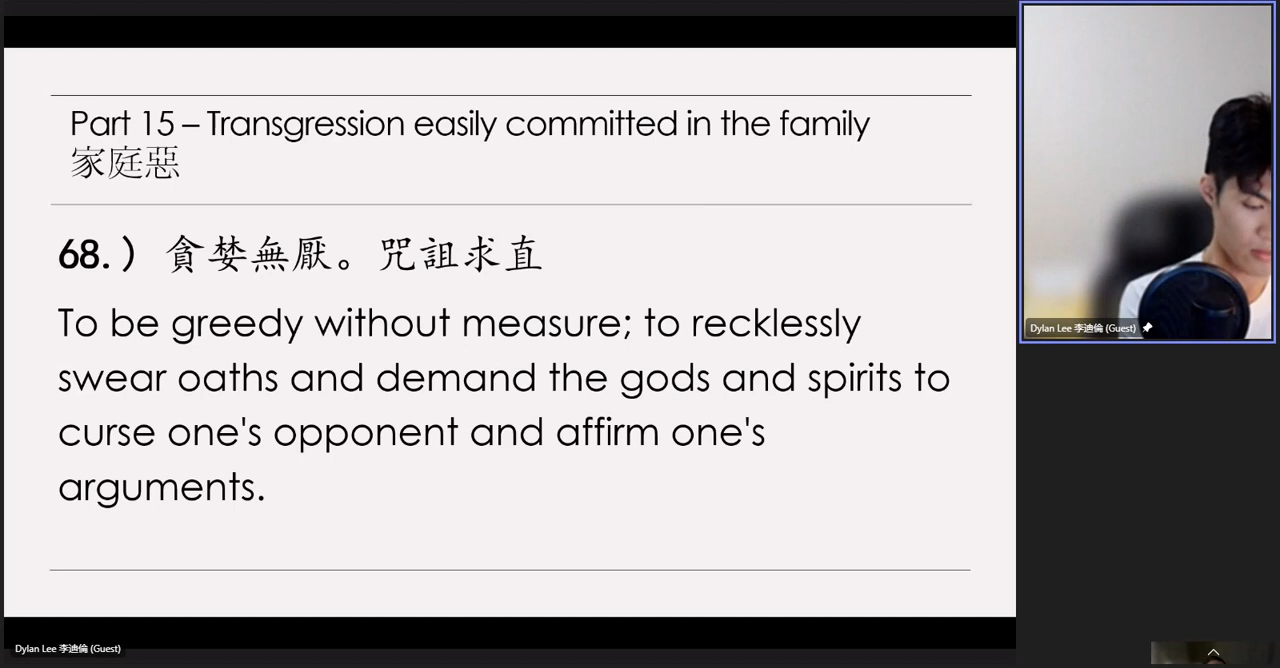 Part 15 – Transgression easily committed in the family
家庭惡
68.) 貪婪無厭。咒詛求直
To be greedy without measure; to recklessly
swear oaths and demand the gods and spirits to
curse one's opponent and affirm one's
arguments.
Dylan Lee 李迪倫 (Guest)
Dylan Lee 李迪倫 (Guest)